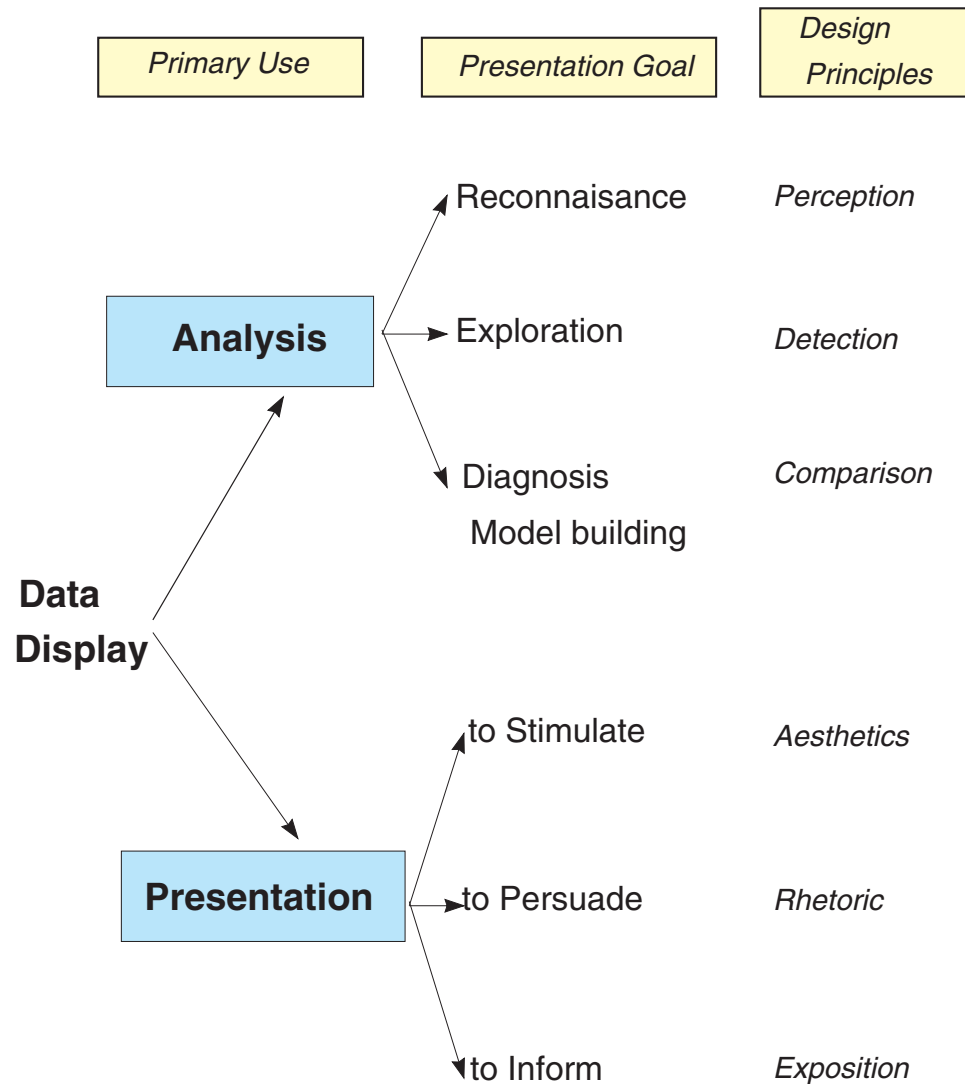 Primary Use
Presentation Goal
Design
Principles
Reconnaisance
Perception
Analysis
Exploration
Detection
Diagnosis
Comparison
Model building
Data
Display
to Stimulate
Aesthetics
Presentation
to Persuade
Rhetoric
to Inform
Exposition